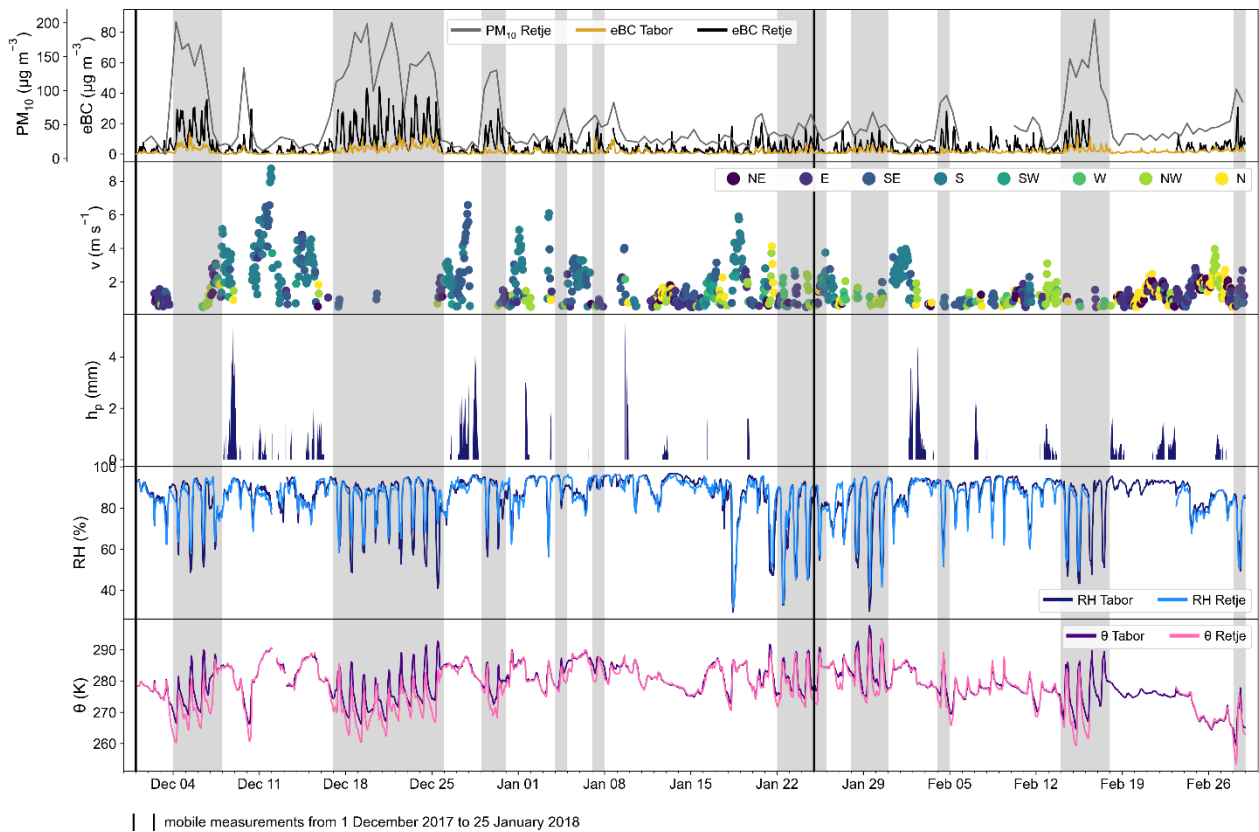 PM10 (µg m−3)
eBC (µg m−3)
200
150
100
50
0
80
60
40
20
0
PM10 Retje eBC Tabor eBC Retje
v (m s−1)
8
6
4
2
NE E SE S SW W NW N
hp (mm)
4
2
0
RH (%)
100
80
60
40
RH Tabor RH Retje
θ (K)
290
280
270
260
θ Tabor θ Retje
Dec 04 Dec 11 Dec 18 Dec 25 Jan 01 Jan 08 Jan 15 Jan 22 Jan 29 Feb 05 Feb 12 Feb 19 Feb 26
mobile measurements from 1 December 2017 to 25 January 2018